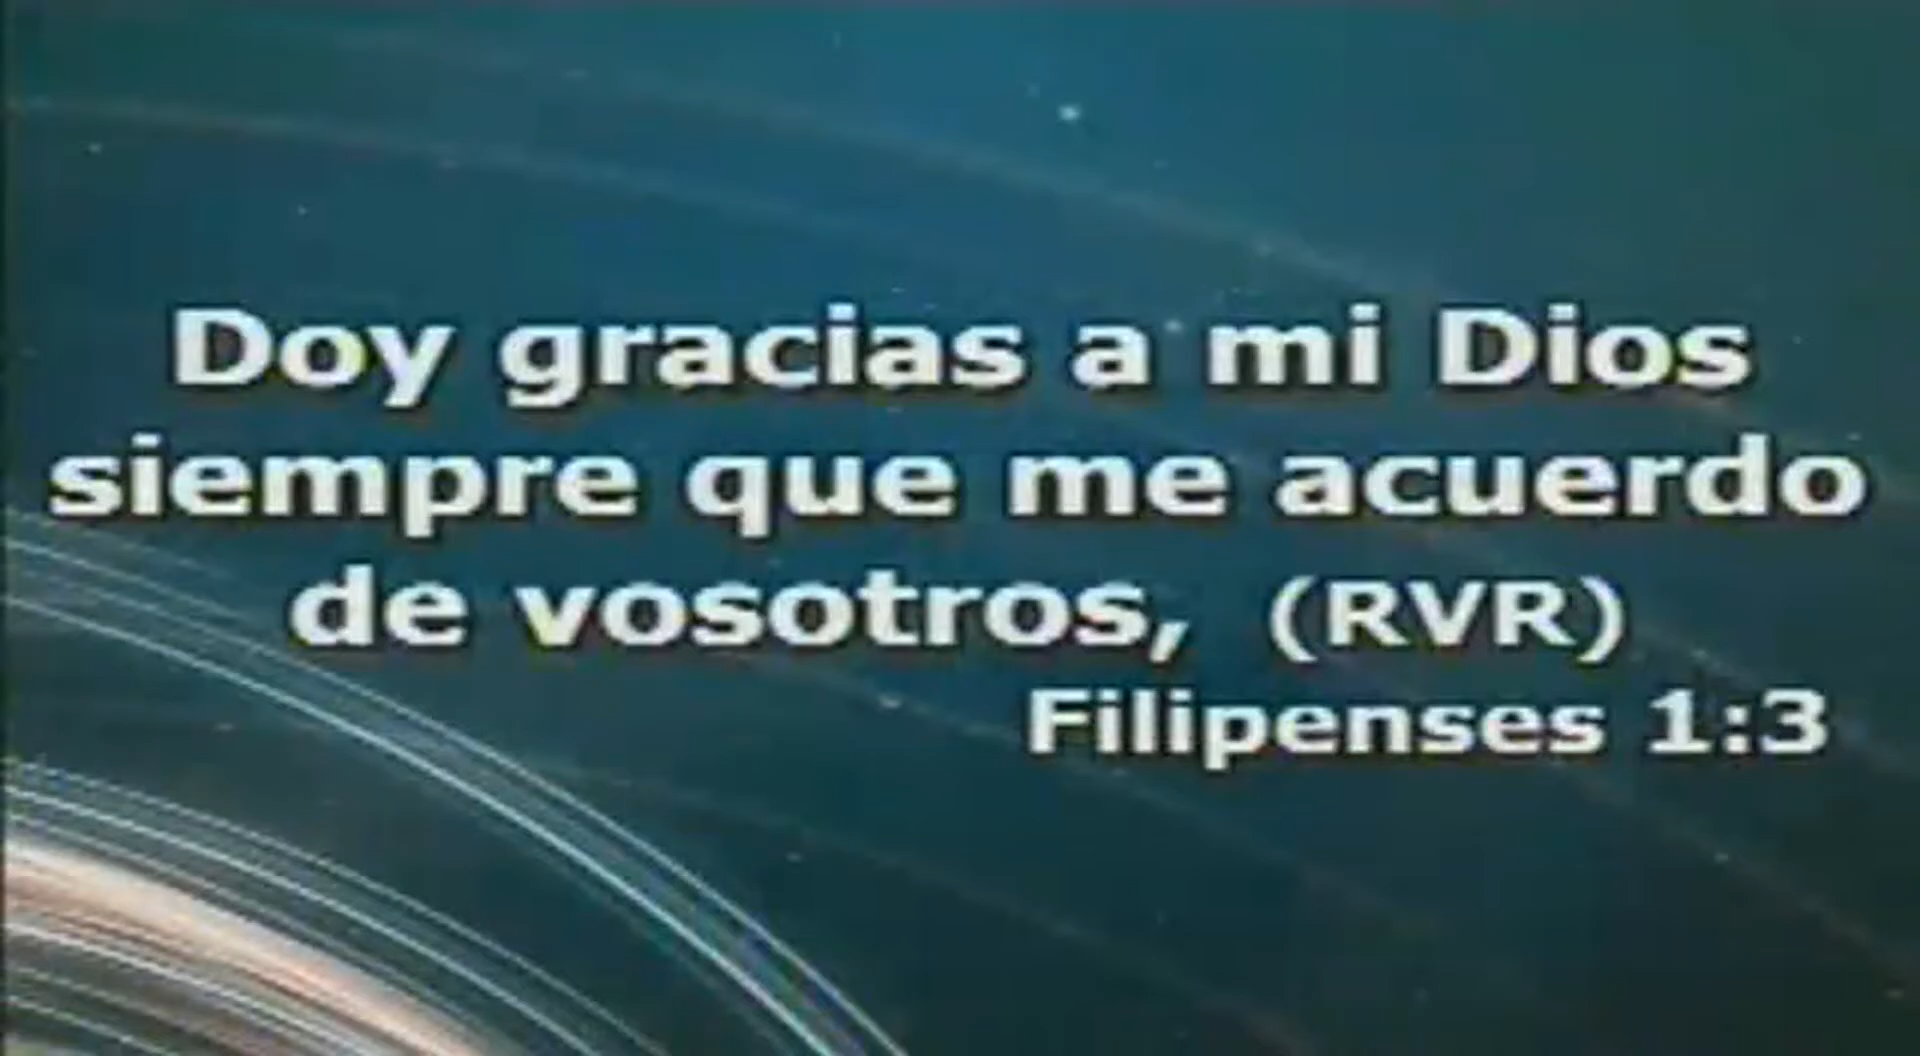 Doy gracias a mi Dios
siempre que me acuerdo
de vosotros, (RVR)
Filipenses 1:3